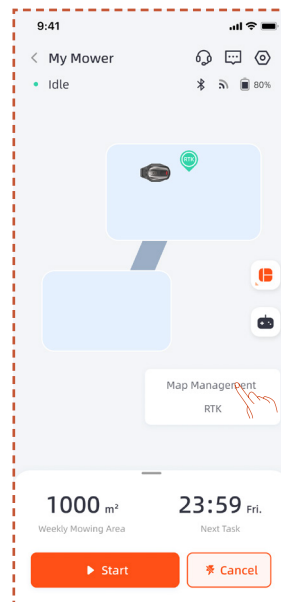 9:41
My Mower
Idle
80%
RTK
Map Management
RTK
1000 m²
23:59 Fri.
Weekly Mowing Area
Next Task
Start
Cancel